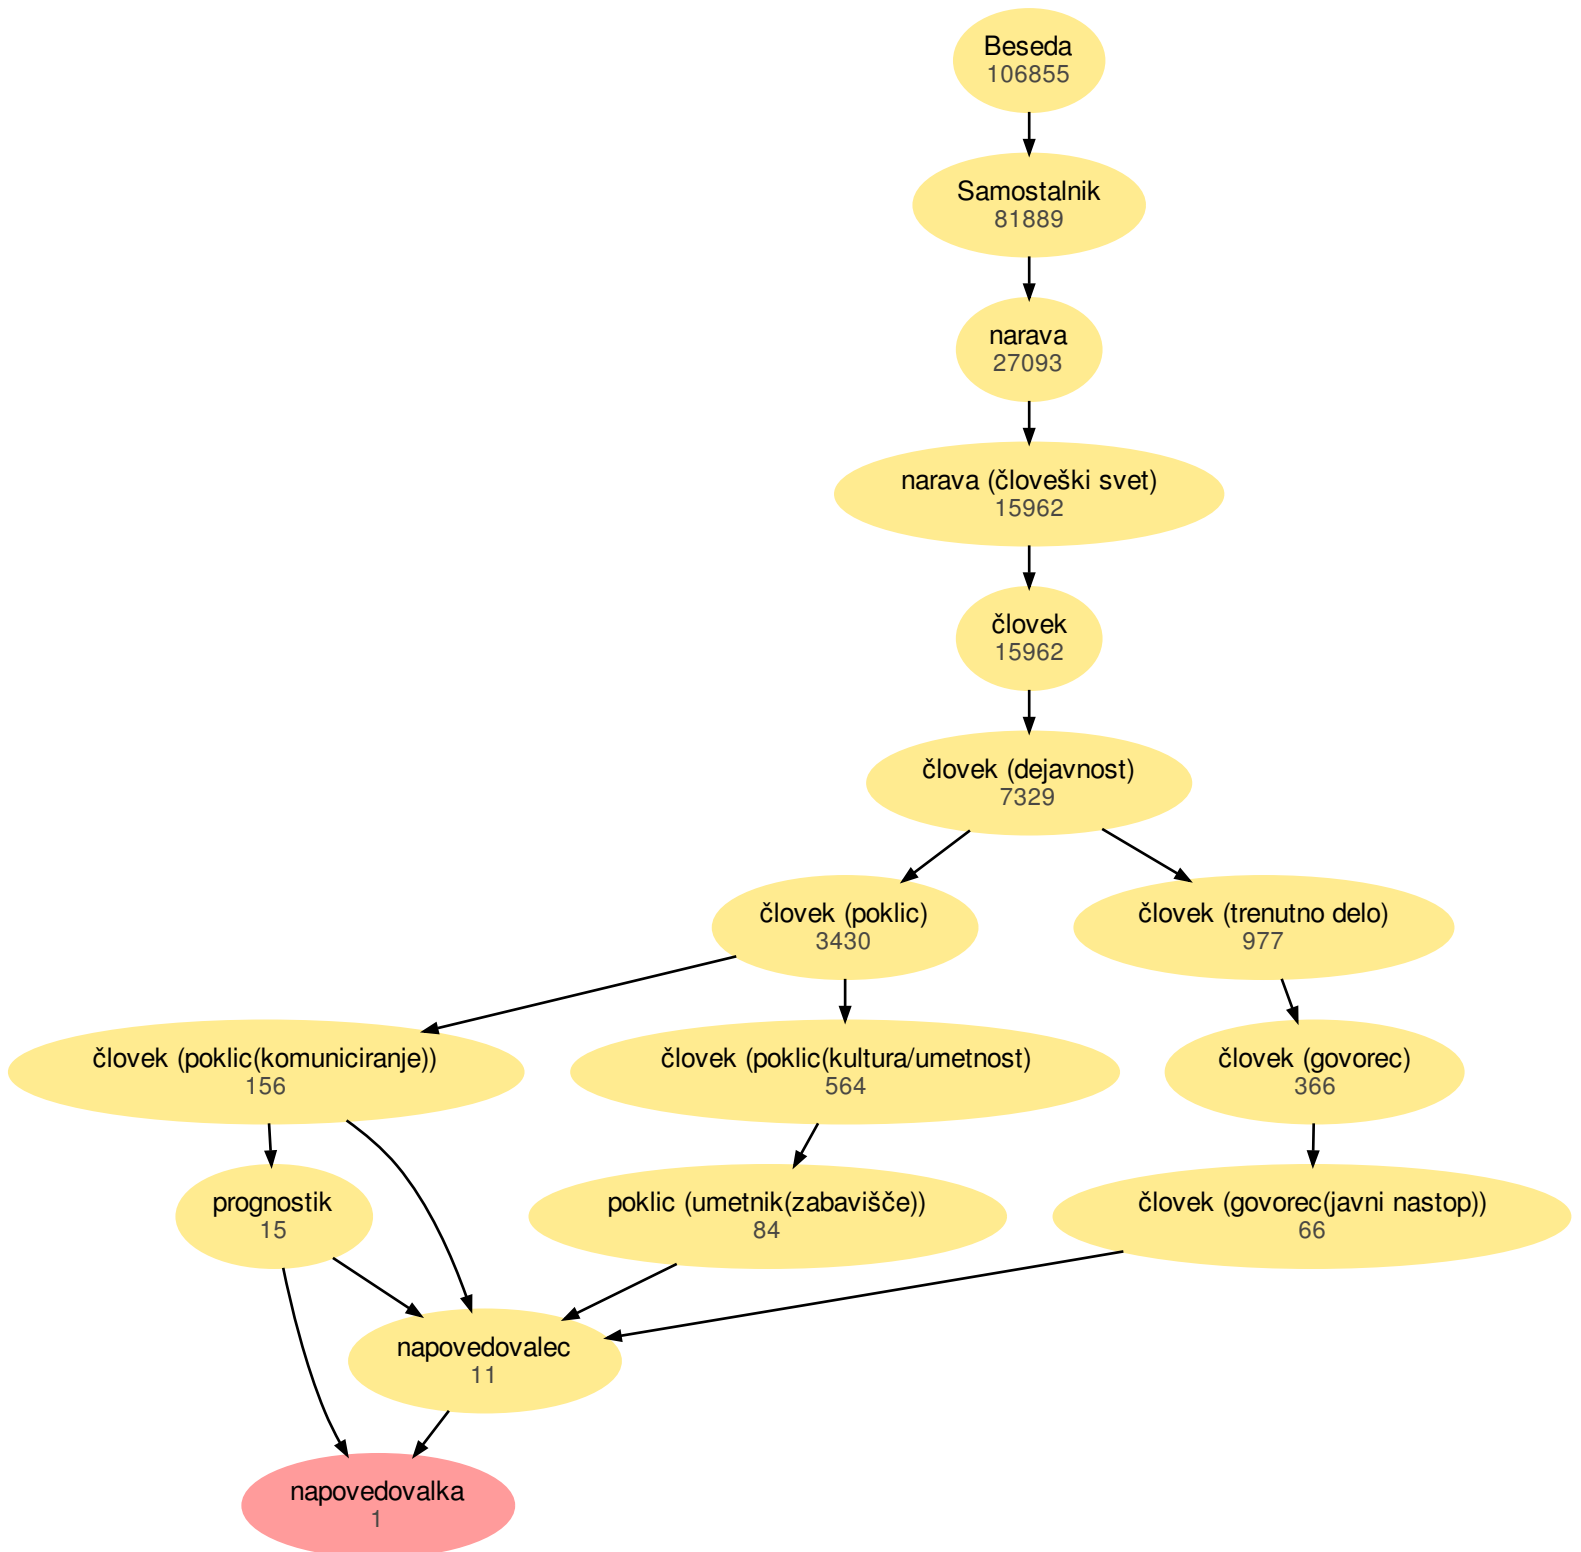 Beseda
106855
Samostalnik
81889
narava
27093
narava (človeški svet)
15962
človek
15962
človek (dejavnost)
7329
človek (poklic)
3430
človek (trenutno delo)
977
človek (poklic(komuniciranje))
156
človek (poklic(kultura/umetnost)
564
človek (govorec)
366
prognostik
15
poklic (umetnik(zabavišče))
84
človek (govorec(javni nastop))
66
napovedovalec
11
napovedovalka
1